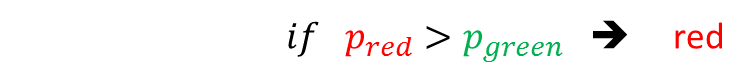 if p_red > p_green ➔ red